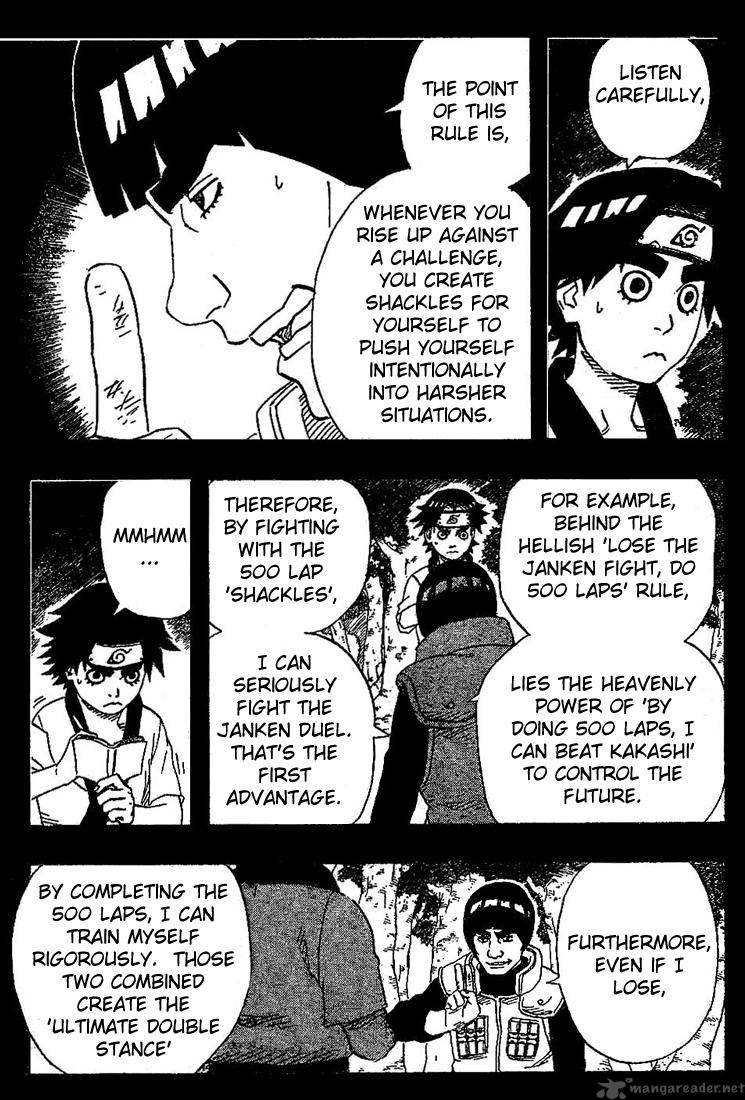 LISTEN
CAREFULLY,
THE POINT
OF THIS
RULE IS,
WHENEVER YOU
RISE UP AGAINST
A CHALLENGE,
YOU CREATE
SHACKLES FOR
YOURSELF TO
PUSH YOURSELF
INTENTIONALLY
INTO HARSHER
SITUATIONS.
FOR EXAMPLE,
BEHIND THE
HELLISH 'LOSE THE
JANKEN FIGHT, DO
500 LAPS' RULE,
LIES THE HEAVENLY
POWER OF 'BY
DOING 500 LAPS, I
CAN BEAT KAKASHI'
TO CONTROL THE
FUTURE.
THEREFORE,
BY FIGHTING
WITH THE
500 LAP
'SHACKLES',
I CAN
SERIOUSLY
FIGHT THE
JANKEN DUEL.
THAT'S THE
FIRST
ADVANTAGE.
MMHMM
...
FURTHERMORE,
EVEN IF I
LOSE,
BY COMPLETING THE
500 LAPS, I CAN
TRAIN MYSELF
RIGOROUSLY. THOSE
TWO COMBINED
CREATE THE
'ULTIMATE DOUBLE
STANCE'
mangareader.net